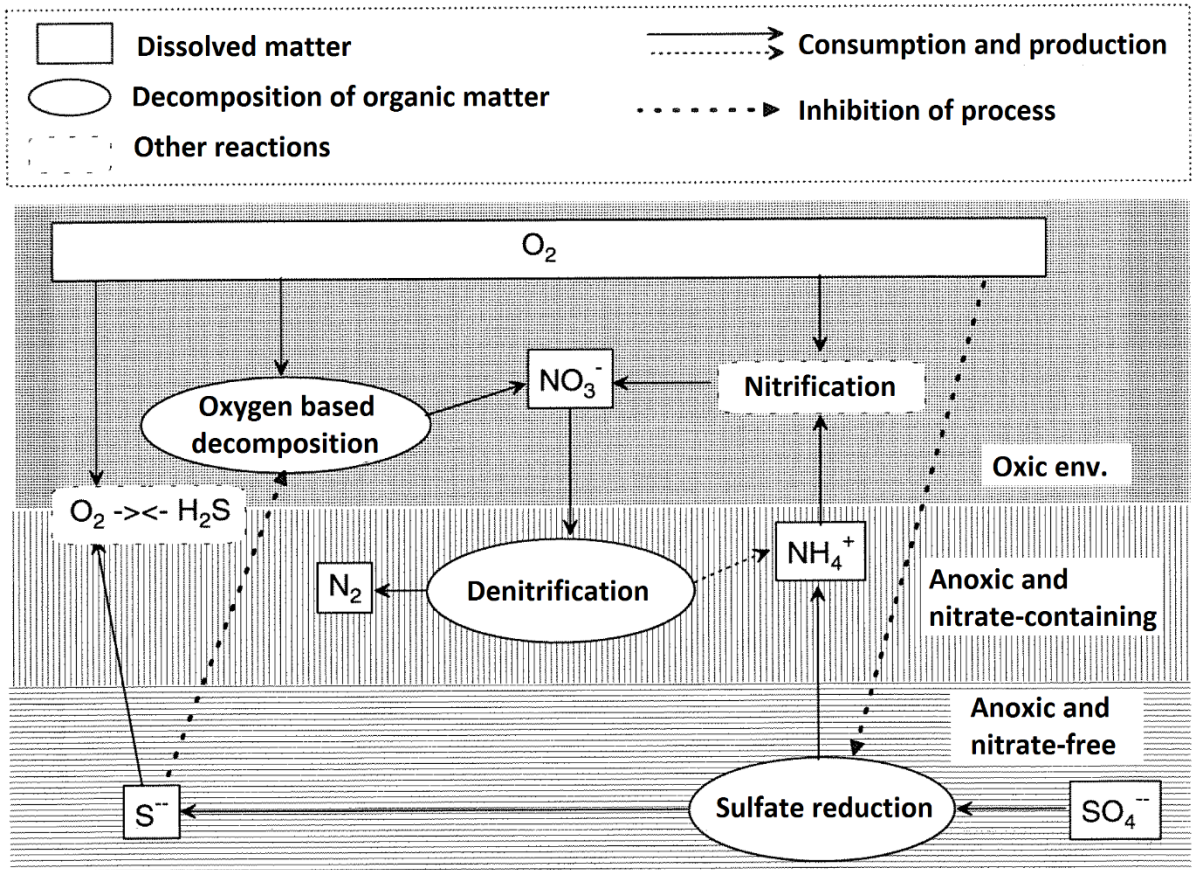 Dissolved matter
Consumption and production
Decomposition of organic matter
Inhibition of process
Other reactions
O₂
NO₃⁻
Nitrification
Oxygen based
decomposition
Oxic env.
O₂ -><- H₂S
NH₄⁺
N₂
Denitrification
Anoxic and
nitrate-containing
Anoxic and
nitrate-free
S⁻⁻
Sulfate reduction
SO₄⁻⁻